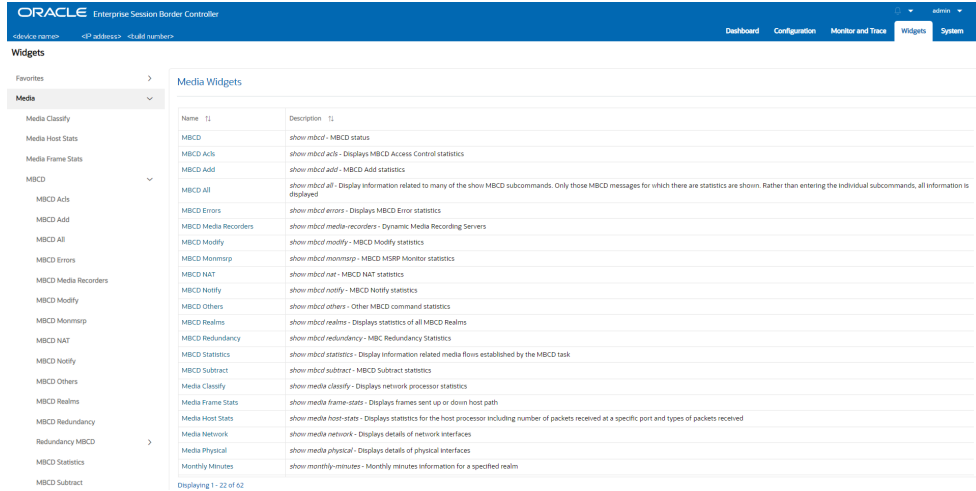 ORACLE Enterprise Session Border Controller
admin
<device name> <IP address> <build number>
Dashboard Configuration Monitor and Trace Widgets System
Widgets
Favorites
Media
Media Classify
Media Host Stats
Media Frame Stats
MBCD
MBCD Acls
MBCD Add
MBCD All
MBCD Errors
MBCD Media Recorders
MBCD Modify
MBCD Monmsrp
MBCD NAT
MBCD Notify
MBCD Others
MBCD Realms
MBCD Redundancy
Redundancy MBCD
MBCD Statistics
MBCD Subtract
Media Widgets
Name Description
MBCD show mbcd - MBCD status
MBCD Acls show mbcd acls - Displays MBCD Access Control statistics
MBCD Add show mbcd add - MBCD Add statistics
MBCD All show mbcd all - Display information related to many of the show MBCD subcommands. Only those MBCD messages for which there are statistics are shown. Rather than entering the individual subcommands, all information is
displayed
MBCD Errors show mbcd errors - Displays MBCD Error statistics
MBCD Media Recorders show mbcd media-recorders - Dynamic Media Recording Servers
MBCD Modify show mbcd modify - MBCD Modify statistics
MBCD Monmsrp show mbcd monmsrp - MBCD MSRP Monitor statistics
MBCD NAT show mbcd nat - MBCD NAT statistics
MBCD Notify show mbcd notify - MBCD Notify statistics
MBCD Others show mbcd others - Other MBCD command statistics
MBCD Realms show mbcd realms - Displays statistics of all MBCD Realms
MBCD Redundancy show mbcd redundancy - MBC Redundancy Statistics
MBCD Statistics show mbcd statistics - Display information related media flows established by the MBCD task
MBCD Subtract show mbcd subtract - MBCD Subtract statistics
Media Classify show media classify - Displays network processor statistics
Media Frame Stats show media frame-stats - Displays frames sent up or down host path
Media Host Stats show media host-stats - Displays statistics for the host processor including number of packets received at a specific port and types of packets received
Media Network show media network - Displays details of network interfaces
Media Physical show media physical - Displays details of physical interfaces
Monthly Minutes show monthly-minutes - Monthly minutes information for a specified realm
Displaying 1 - 22 of 62